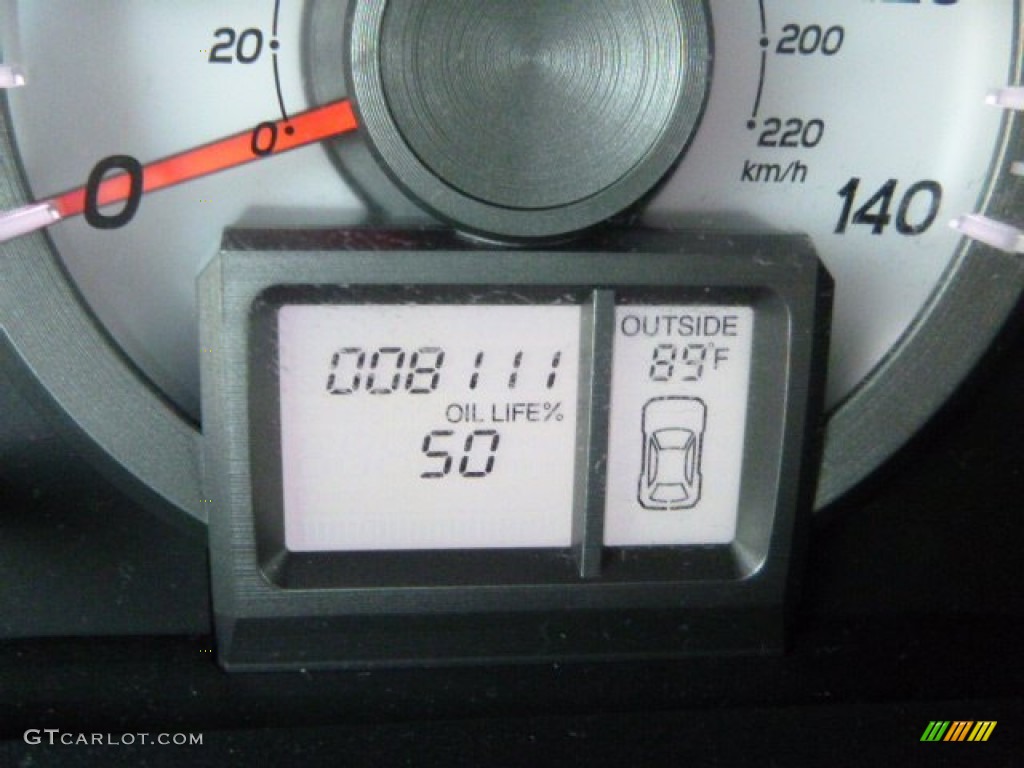 20
0
0
200
220
km/h
140
008111
OIL LIFE%
50
OUTSIDE
89°F
GTCARLOT.COM